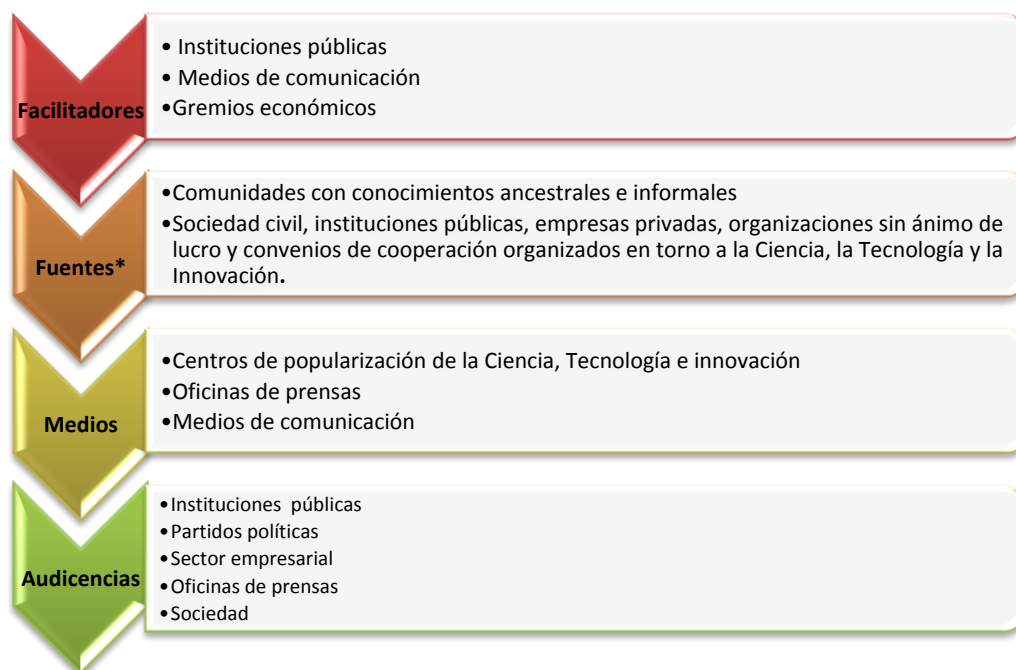 Facilitadores
• Instituciones públicas
• Medios de comunicación
•Gremios económicos
Fuentes*
•Comunidades con conocimientos ancestrales e informales
•Sociedad civil, instituciones públicas, empresas privadas, organizaciones sin ánimo de
lucro y convenios de cooperación organizados en torno a la Ciencia, la Tecnología y la
Innovación.
Medios
•Centros de popularización de la Ciencia, Tecnología e innovación
•Oficinas de prensas
•Medios de comunicación
Audicencias
•Instituciones públicas
•Partidos políticas
•Sector empresarial
•Oficinas de prensas
•Sociedad